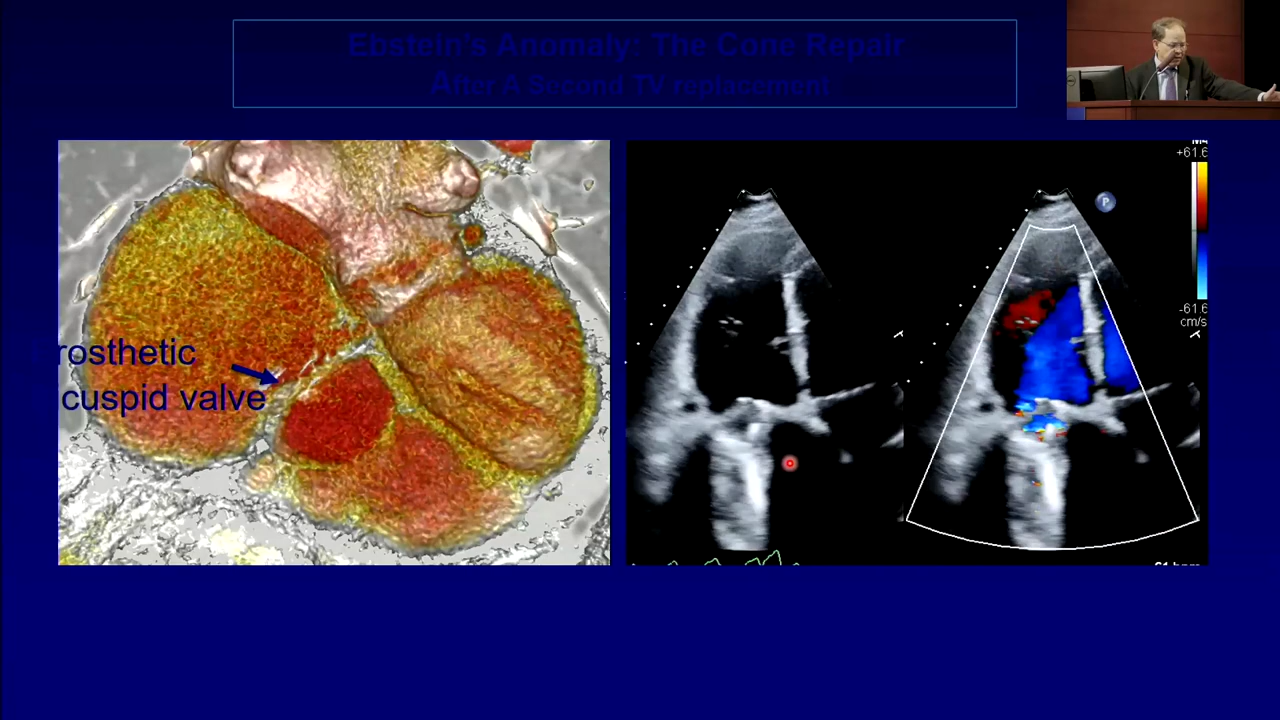 Ebstein's Anomaly: The Cone Repair
After A Second TV replacement
rosthetic
cuspid valve
P
+61.6
-61.6
cm/s